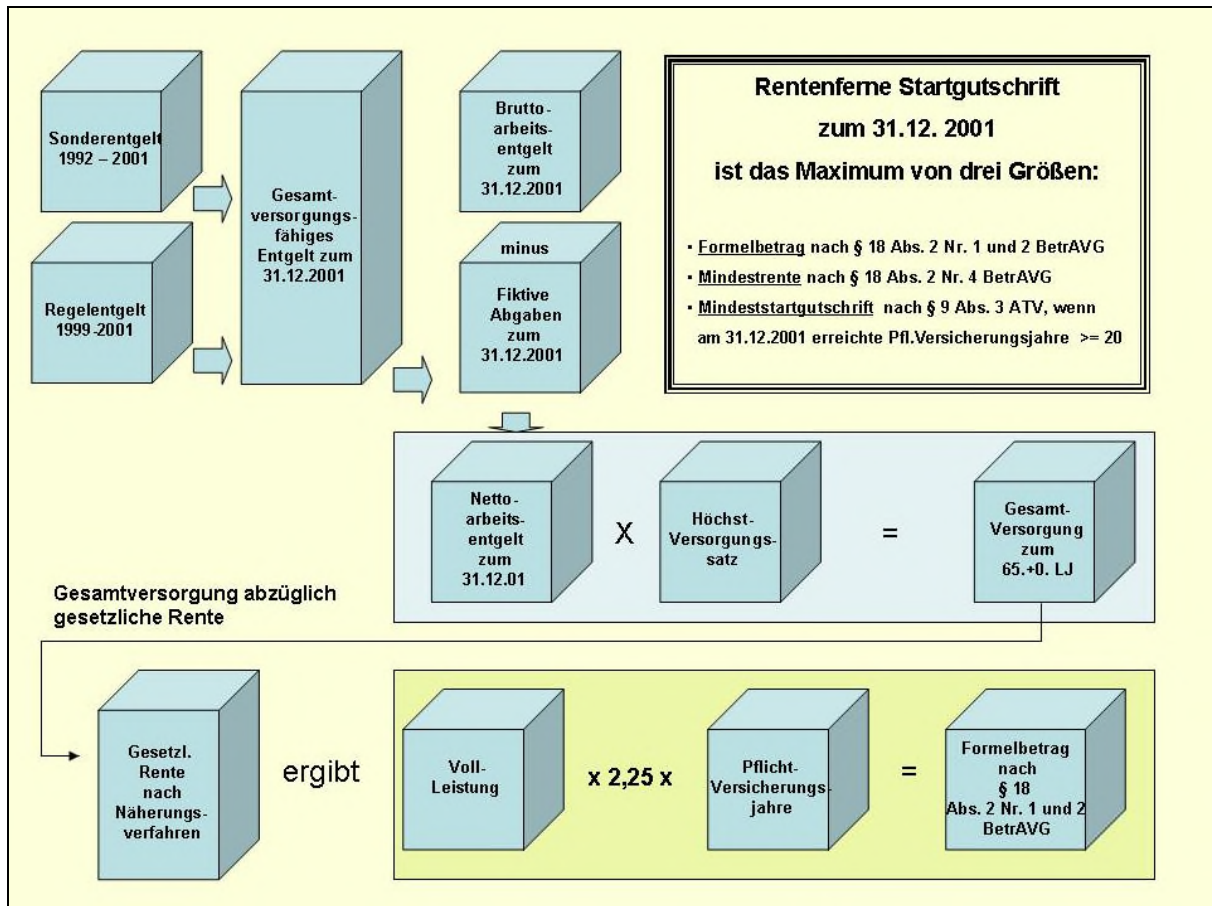 Sonderentgelt
1992 – 2001
Regelentgelt
1999-2001
Gesamt-
versorgungs-
fähiges
Entgelt zum
31.12.2001
Brutto-
arbeits-
entgelt
zum
31.12.2001
minus
Fiktive
Abgaben
zum
31.12.2001
Rentenferne Startgutschrift
zum 31.12. 2001
ist das Maximum von drei Größen:
• Formelbetrag nach § 18 Abs. 2 Nr. 1 und 2 BetrAVG
• Mindestrente nach § 18 Abs. 2 Nr. 4 BetrAVG
• Mindeststartgutschrift nach § 9 Abs. 3 ATV, wenn
am 31.12.2001 erreichte Pfl.Versicherungsjahre >= 20
Netto-
arbeits-
entgelt
zum
31.12.01
X
Höchst-
Versorgungs-
satz
=
Gesamt-
Versorgung
zum
65.+0. LJ
Gesamtversorgung abzüglich
gesetzliche Rente
Gesetzl.
Rente
nach
Näherungs-
verfahren
ergibt
Voll-
Leistung
x 2,25 x
Pflicht-
Versicherungs-
jahre
=
Formelbetrag
nach
§ 18
Abs. 2 Nr. 1 und 2
BetrAVG